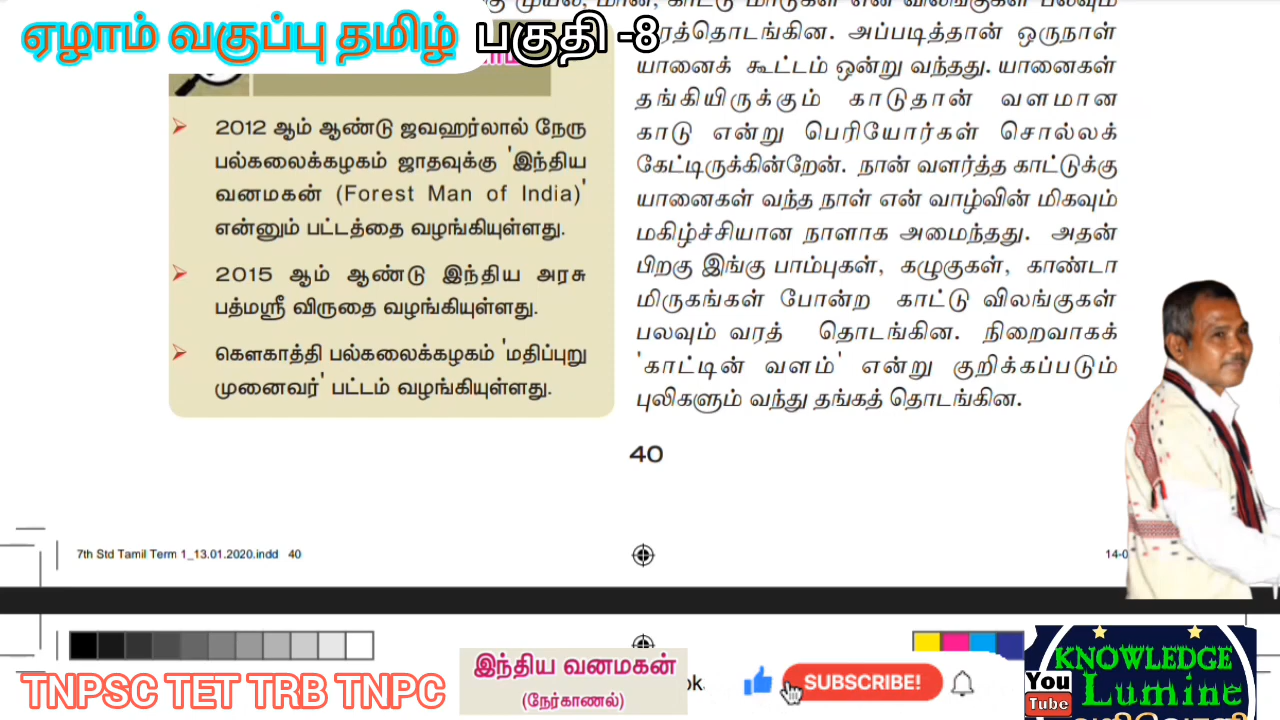 ஏழாம் வகுப்பு தமிழ் பகுதி -8
2012 ஆம் ஆண்டு ஜவஹர்லால் நேரு
பல்கலைக்கழகம் ஜாதவுக்கு 'இந்திய
வனமகன் (Forest Man of India)'
என்னும் பட்டத்தை வழங்கியுள்ளது.
2015 ஆம் ஆண்டு இந்திய அரசு
பத்மஸ்ரீ விருதை வழங்கியுள்ளது.
கௌகாத்தி பல்கலைக்கழகம் 'மதிப்புறு
முனைவர்' பட்டம் வழங்கியுள்ளது.
அப்படித்தான் ஒருநாள்
யானைக் கூட்டம் ஒன்று வந்தது. யானைகள்
தங்கியிருக்கும் காடுதான் வளமான
காடு என்று பெரியோர்கள் சொல்லக்
கேட்டிருக்கின்றேன். நான் வளர்த்த காட்டுக்கு
யானைகள் வந்த நாள் என் வாழ்வின் மிகவும்
மகிழ்ச்சியான நாளாக அமைந்தது. அதன்
பிறகு இங்கு பாம்புகள், கழுகுகள், காண்டா
மிருகங்கள் போன்ற காட்டு விலங்குகள்
பலவும் வரத் தொடங்கின. நிறைவாகக்
'காட்டின் வளம்' என்று குறிக்கப்படும்
புலிகளும் வந்து தங்கத் தொடங்கின.
40
7th Std Tamil Term 1_13.01.2020.indd 40
TNPSC TET TRB TNPC
இந்திய வனமகன்
(நேர்காணல்)
SUBSCRIBE!
KNOWLEDGE
You Tube Lumine